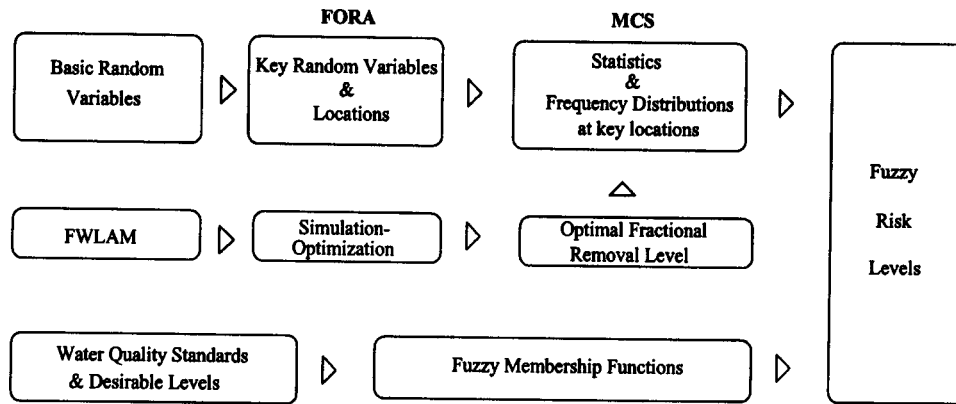 FORA
MCS
Basic Random
Variables
Key Random Variables
&
Locations
Statistics
&
Frequency Distributions
at key locations
FWLAM
Simulation-
Optimization
Optimal Fractional
Removal Level
Water Quality Standards
& Desirable Levels
Fuzzy Membership Functions
Fuzzy
Risk
Levels